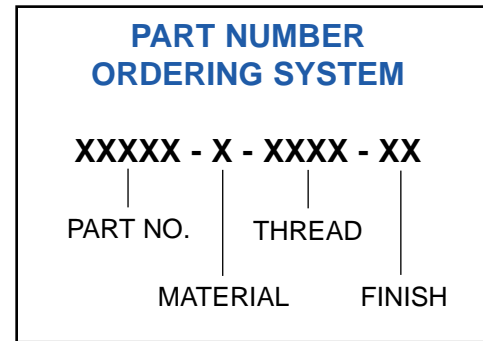 PART NUMBER
ORDERING SYSTEM
XXXXX - X - XXXX - XX
PART NO. THREAD
MATERIAL FINISH